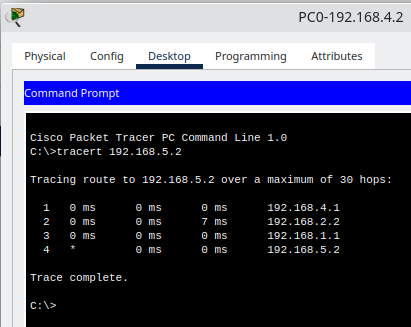 PC0-192.168.4.2
Physical Config Desktop Programming Attributes
Command Prompt
Cisco Packet Tracer PC Command Line 1.0
C:\>tracert 192.168.5.2
Tracing route to 192.168.5.2 over a maximum of 30 hops:
1 0 ms 0 ms 0 ms 192.168.4.1
2 0 ms 0 ms 7 ms 192.168.2.2
3 0 ms 0 ms 0 ms 192.168.1.1
4 * 0 ms 0 ms 192.168.5.2
Trace complete.
C:\>